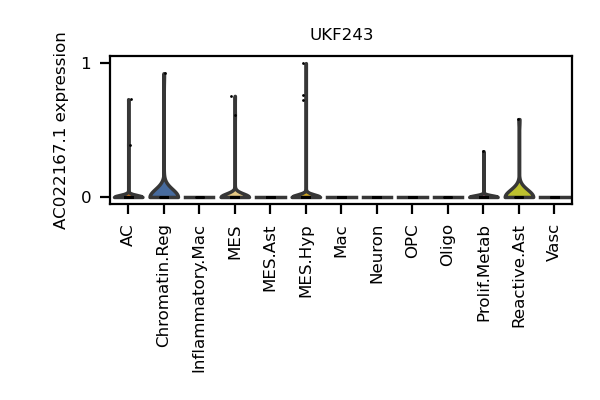 UKF243
AC022167.1 expression
1
0
AC
Chromatin.Reg
Inflammatory.Mac
MES
MES.Ast
MES.Hyp
Mac
Neuron
OPC
Oligo
Prolif.Metab
Reactive.Ast
Vasc